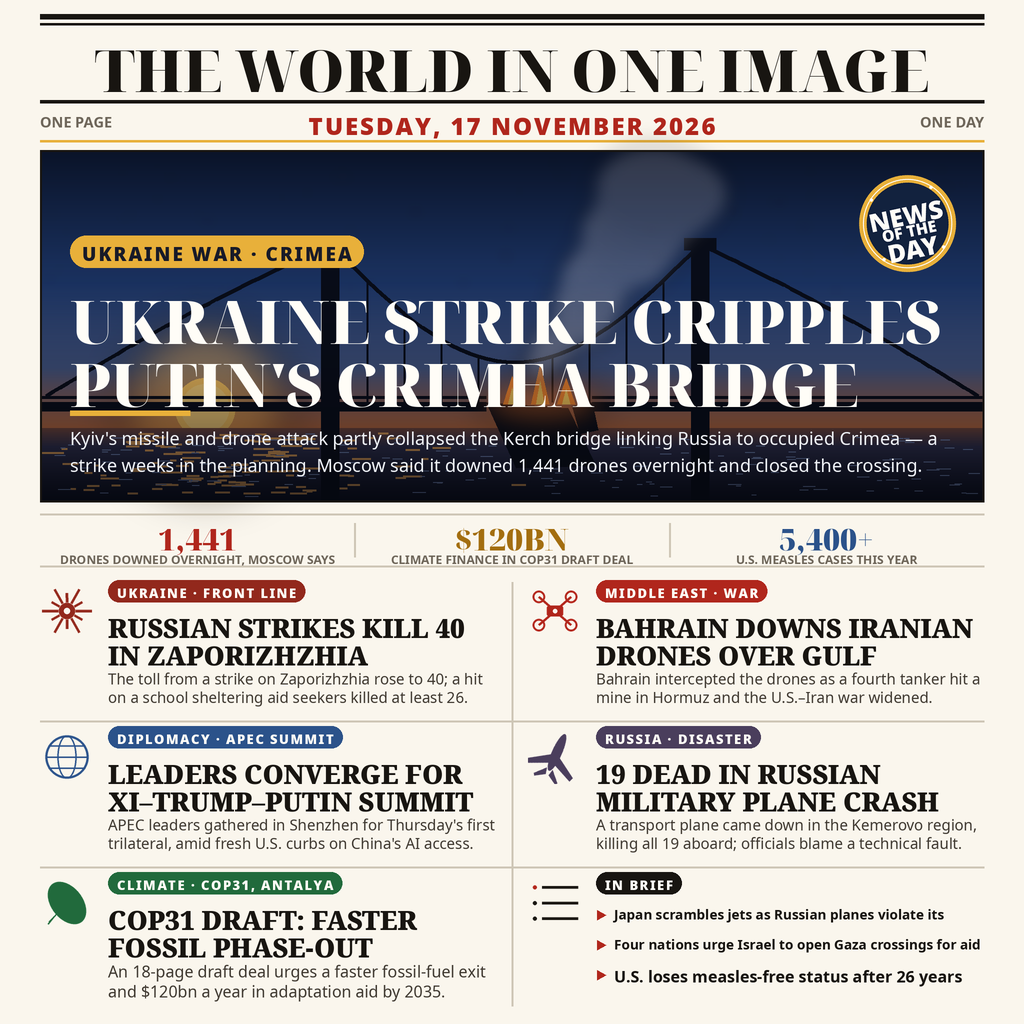 THE WORLD IN ONE IMAGE
ONE PAGE
TUESDAY, 17 NOVEMBER 2026
ONE DAY
NEWS
OF THE
DAY
UKRAINE WAR · CRIMEA
UKRAINE STRIKE CRIPPLES
PUTIN'S CRIMEA BRIDGE
Kyiv's missile and drone attack partly collapsed the Kerch bridge linking Russia to occupied Crimea — a
strike weeks in the planning. Moscow said it downed 1,441 drones overnight and closed the crossing.
1,441
DRONES DOWNED OVERNIGHT, MOSCOW SAYS
$120BN
CLIMATE FINANCE IN COP31 DRAFT DEAL
5,400+
U.S. MEASLES CASES THIS YEAR
UKRAINE · FRONT LINE
RUSSIAN STRIKES KILL 40
IN ZAPORIZHZHIA
The toll from a strike on Zaporizhzhia rose to 40; a hit
on a school sheltering aid seekers killed at least 26.
MIDDLE EAST · WAR
BAHRAIN DOWNS IRANIAN
DRONES OVER GULF
Bahrain intercepted the drones as a fourth tanker hit a
mine in Hormuz and the U.S.–Iran war widened.
DIPLOMACY · APEC SUMMIT
LEADERS CONVERGE FOR
XI–TRUMP–PUTIN SUMMIT
APEC leaders gathered in Shenzhen for Thursday's first
trilateral, amid fresh U.S. curbs on China's AI access.
RUSSIA · DISASTER
19 DEAD IN RUSSIAN
MILITARY PLANE CRASH
A transport plane came down in the Kemerovo region,
killing all 19 aboard; officials blame a technical fault.
CLIMATE · COP31, ANTALYA
COP31 DRAFT: FASTER
FOSSIL PHASE-OUT
An 18-page draft deal urges a faster fossil-fuel exit
and $120bn a year in adaptation aid by 2035.
IN BRIEF
Japan scrambles jets as Russian planes violate its
Four nations urge Israel to open Gaza crossings for aid
U.S. loses measles-free status after 26 years